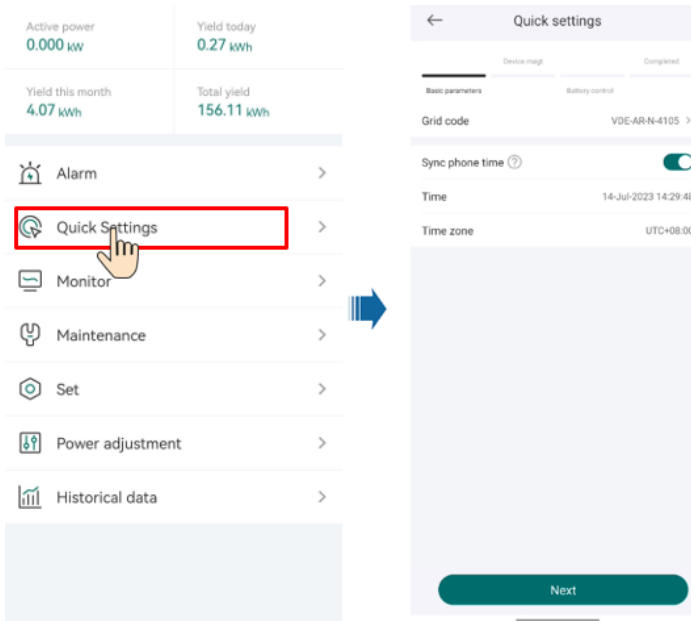 Active power
Yield today
0.000 kW
0.27 kWh
Yield this month
Total yield
4.07 kWh
156.11 kWh
Alarm
Quick Settings
Monitor
Maintenance
Set
Power adjustment
Historical data
Quick settings
Device magt
Completed
Basic parameters
Battery control
Grid code
VDE-AR-N-4105
Sync phone time
Time
14-Jul-2023 14:29:48
Time zone
UTC+08:00
Next